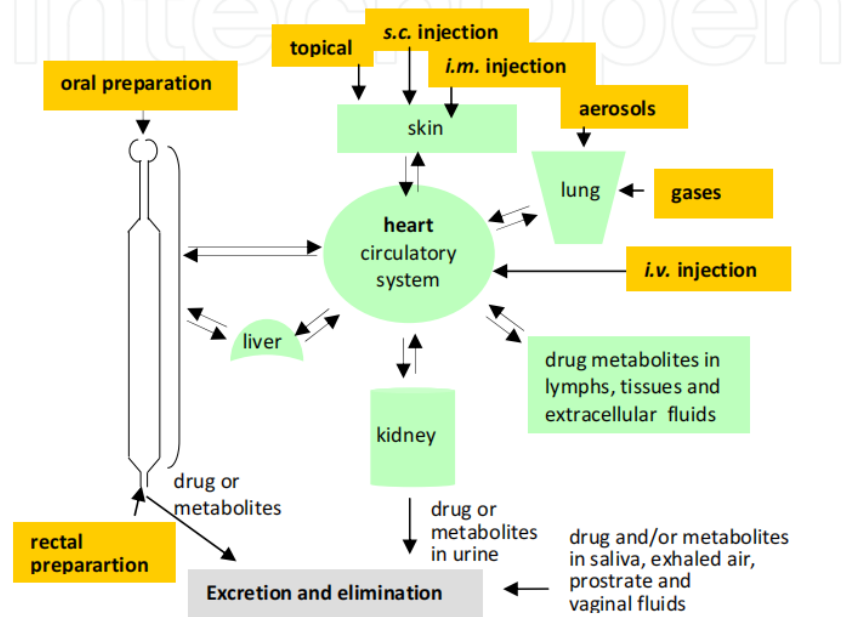 IntechOpen
s.c. injection
topical
i.m. injection
oral preparation
aerosols
skin
lung
gases
heart
circulatory
system
i.v. injection
liver
drug metabolites in
lymphs, tissues and
extracellular fluids
kidney
drug or
metabolites
drug or
metabolites
in urine
rectal
preparartion
drug and/or metabolites
in saliva, exhaled air,
prostrate and
vaginal fluids
Excretion and elimination